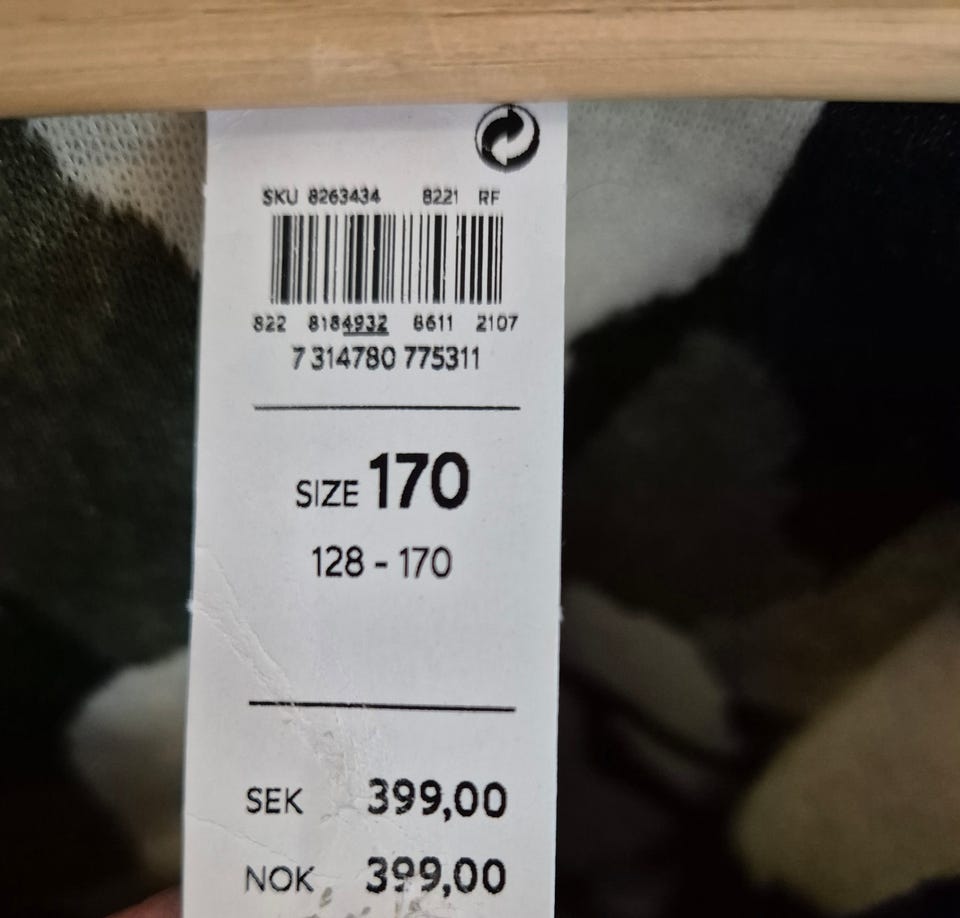 SKU 8263434 8221 RF
822 8184932 8611 2107
7 314780 775311
SIZE 170
128 - 170
SEK 399,00
NOK 399,00